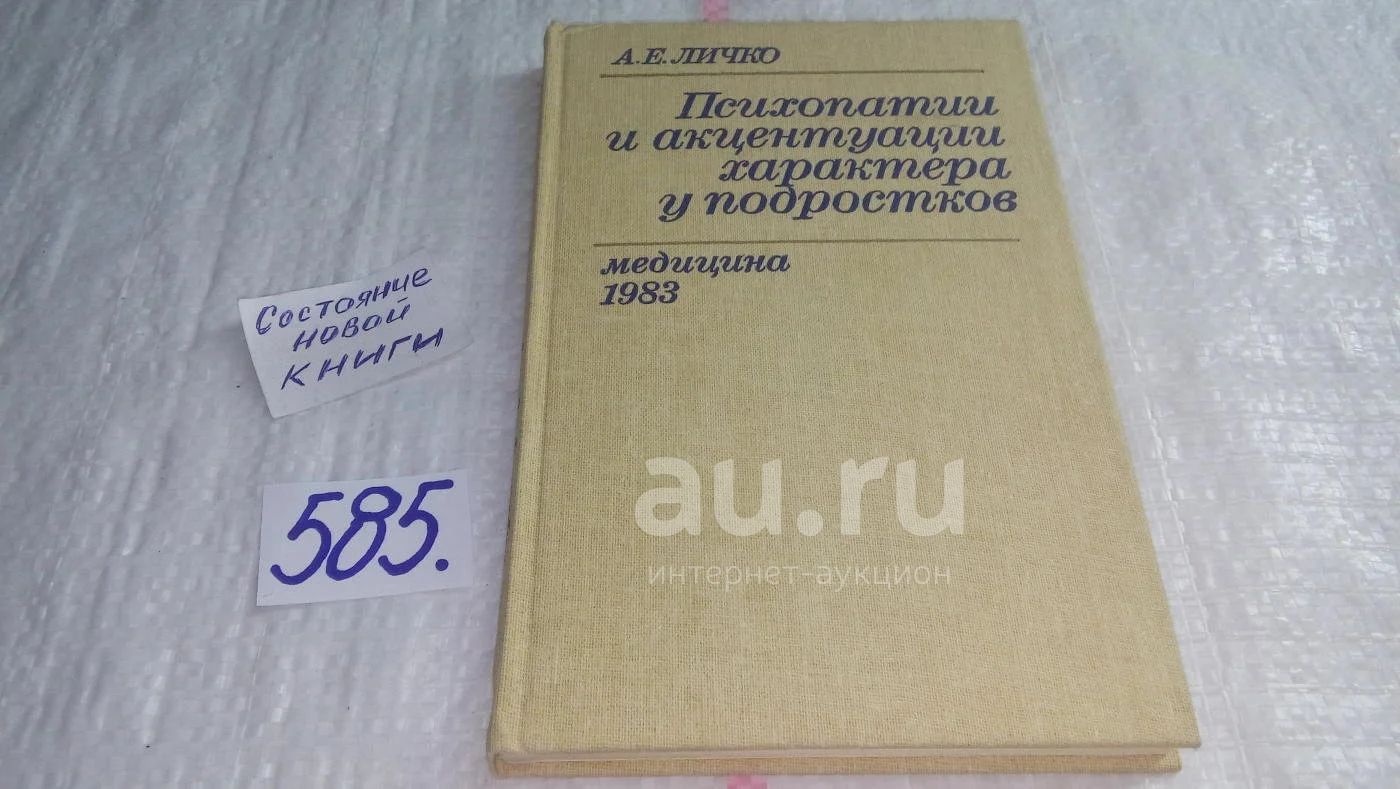 А.Е.ЛИЧКО
Психопатии
и акцентуации
характера
у подростков
медицина
1983
Состояние
новой
книги
585.
au.ru
интернет-аукцион